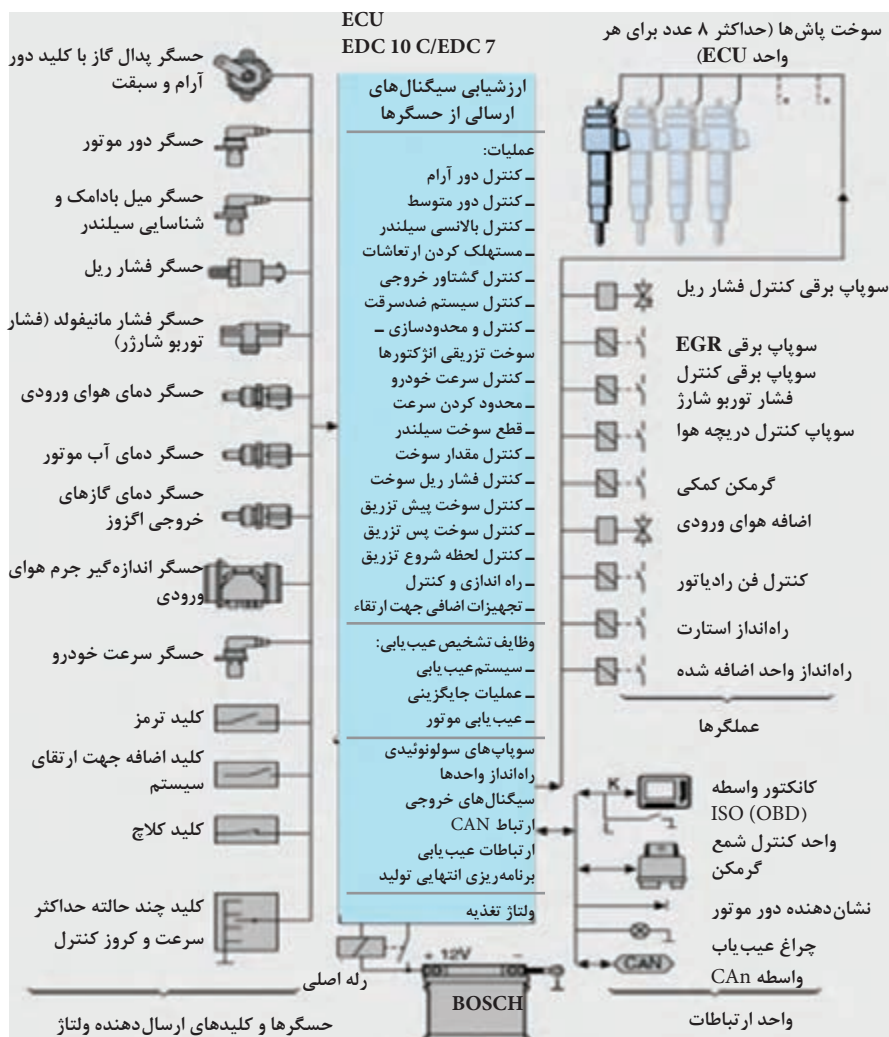 ECU
EDC 10 C/EDC 7
سوخت پاش‌ها (حداکثر ۸ عدد برای هر
واحد ECU)
حسگر پدال گاز با کلید دور
آرام و سبقت
حسگر دور موتور
حسگر میل بادامک و
شناسایی سیلندر
حسگر فشار ریل
حسگر فشار مانیفولد (فشار
توربو شارژر)
حسگر دمای هوای ورودی
حسگر دمای آب موتور
حسگر دمای گازهای
خروجی اگزوز
حسگر اندازه‌گیر جرم هوای
ورودی
حسگر سرعت خودرو
کلید ترمز
کلید اضافه جهت ارتقای
سیستم
کلید کلاچ
کلید چند حالته حداکثر
سرعت و کروز کنترل
حسگرها و کلیدهای ارسال‌دهنده ولتاژ
ارزشیابی سیگنال‌های
ارسالی از حسگرها
عملیات:
ـ کنترل دور آرام
ـ کنترل دور متوسط
ـ کنترل بالانسی سیلندر
ـ مستهلک کردن ارتعاشات
ـ کنترل گشتاور خروجی
ـ کنترل سیستم ضدسرقت
ـ کنترل و محدودسازی ـ
سوخت تزریقی انژکتورها
ـ کنترل سرعت خودرو
ـ محدود کردن سرعت
ـ قطع سوخت سیلندر
ـ کنترل مقدار سوخت
ـ کنترل فشار ریل سوخت
ـ کنترل سوخت پیش تزریق
ـ کنترل سوخت پس تزریق
ـ کنترل لحظه شروع تزریق
ـ راه اندازی و کنترل
ـ تجهیزات اضافی جهت ارتقاء
وظایف تشخیص عیب‌یابی:
ـ سیستم عیب‌یابی
ـ عملیات جایگزینی
ـ عیب‌یابی موتور
سوپاپ‌های سولونوئیدی
راه‌انداز واحدها
سیگنال‌های خروجی
ارتباط CAN
ارتباطات عیب‌یابی
برنامه‌ریزی انتهایی تولید
ولتاژ تغذیه
رله اصلی
+ 12V –
BOSCH
سوپاپ برقی کنترل فشار ریل
سوپاپ برقی EGR
سوپاپ برقی کنترل
فشار توربو شارژ
سوپاپ کنترل دریچه هوا
گرمکن کمکی
اضافه هوای ورودی
کنترل فن رادیاتور
راه‌انداز استارت
راه‌انداز واحد اضافه شده
عملگرها
K
کانکتور واسطه
ISO (OBD)
واحد کنترل شمع
گرمکن
نشان‌دهنده دور موتور
چراغ عیب‌یاب
CAN
واسطه CAn
واحد ارتباطات